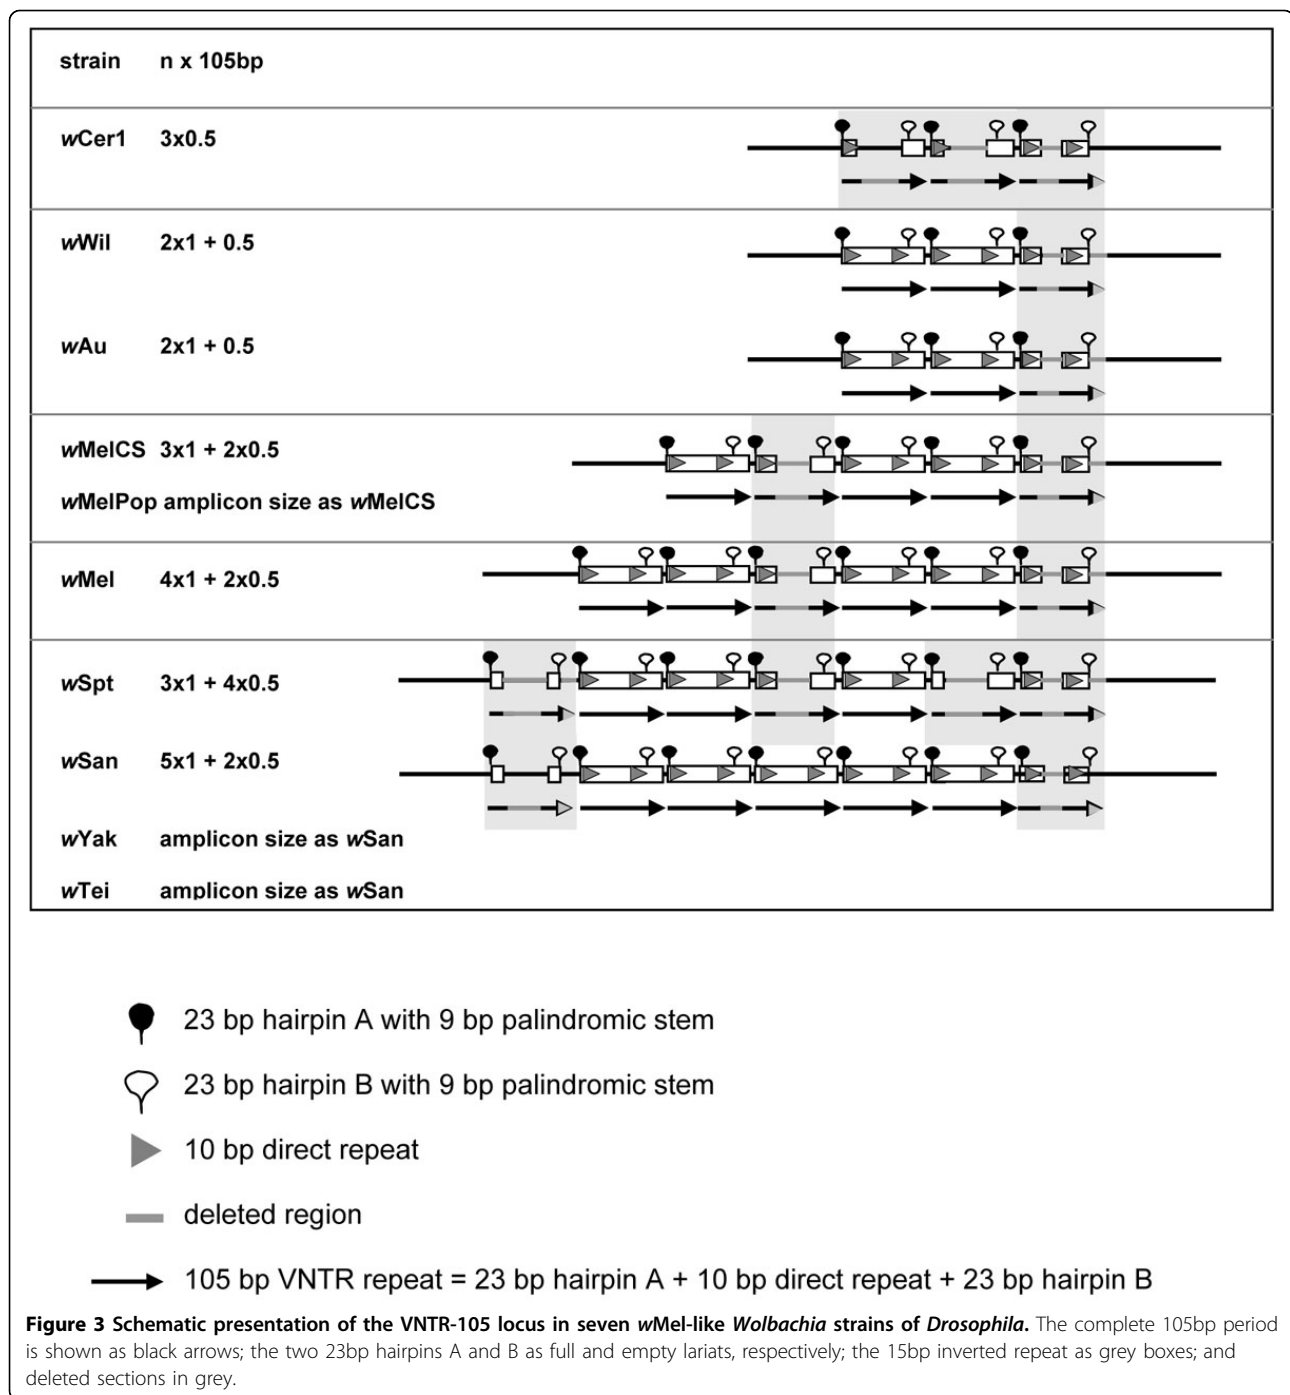 strain n x 105bp
wCer1 3x0.5
wWil 2x1 + 0.5
wAu 2x1 + 0.5
wMelCS 3x1 + 2x0.5
wMelPop amplicon size as wMelCS
wMel 4x1 + 2x0.5
wSpt 3x1 + 4x0.5
wSan 5x1 + 2x0.5
wYak amplicon size as wSan
wTei amplicon size as wSan
23 bp hairpin A with 9 bp palindromic stem
23 bp hairpin B with 9 bp palindromic stem
10 bp direct repeat
deleted region
105 bp VNTR repeat = 23 bp hairpin A + 10 bp direct repeat + 23 bp hairpin B
Figure 3 Schematic presentation of the VNTR-105 locus in seven wMel-like Wolbachia strains of Drosophila. The complete 105bp period
is shown as black arrows; the two 23bp hairpins A and B as full and empty lariats, respectively; the 15bp inverted repeat as grey boxes; and
deleted sections in grey.